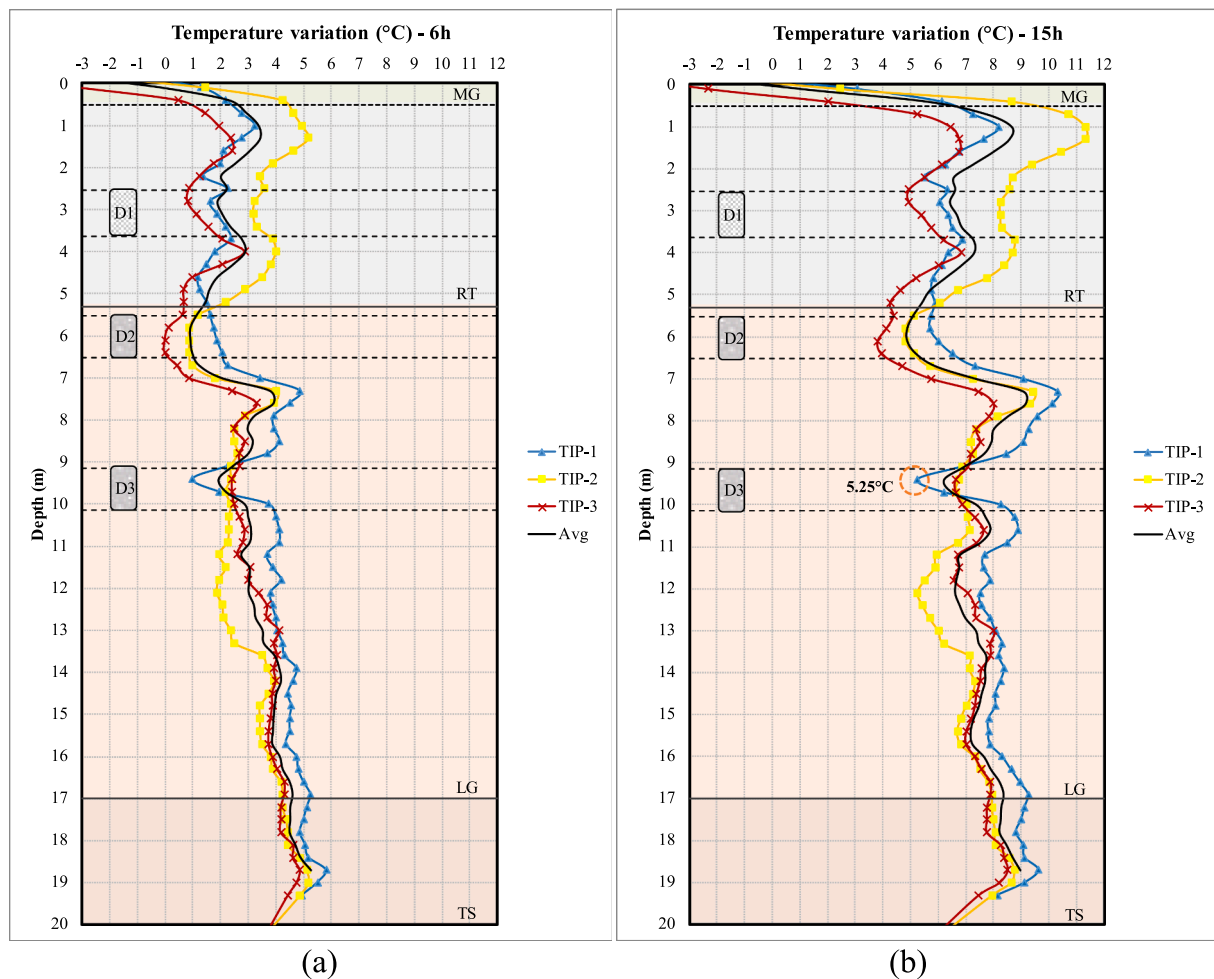 Temperature variation (°C) - 6h
-3 -2 -1 0 1 2 3 4 5 6 7 8 9 10 11 12
0
1
2
3
4
5
6
7
8
9
10
11
12
13
14
15
16
17
18
19
20
Depth (m)
MG
D1
RT
D2
D3
LG
TS
TIP-1
TIP-2
TIP-3
Avg
(a)
Temperature variation (°C) - 15h
-3 -2 -1 0 1 2 3 4 5 6 7 8 9 10 11 12
0
1
2
3
4
5
6
7
8
9
10
11
12
13
14
15
16
17
18
19
20
Depth (m)
MG
D1
RT
D2
D3
5.25°C
LG
TS
TIP-1
TIP-2
TIP-3
Avg
(b)